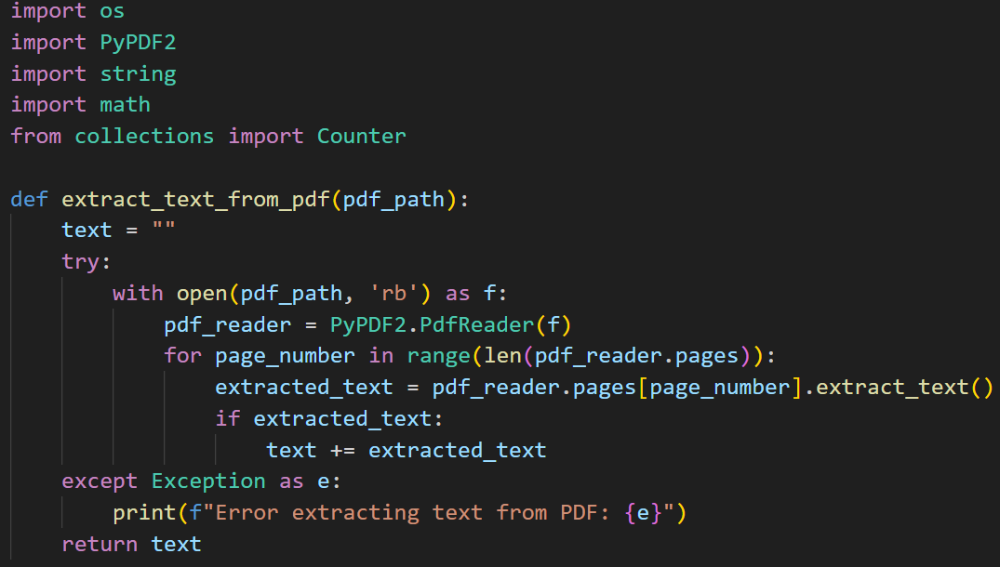 import os
import PyPDF2
import string
import math
from collections import Counter

def extract_text_from_pdf(pdf_path):
    text = ""
    try:
        with open(pdf_path, 'rb') as f:
            pdf_reader = PyPDF2.PdfReader(f)
            for page_number in range(len(pdf_reader.pages)):
                extracted_text = pdf_reader.pages[page_number].extract_text()
                if extracted_text:
                    text += extracted_text
    except Exception as e:
        print(f"Error extracting text from PDF: {e}")
    return text